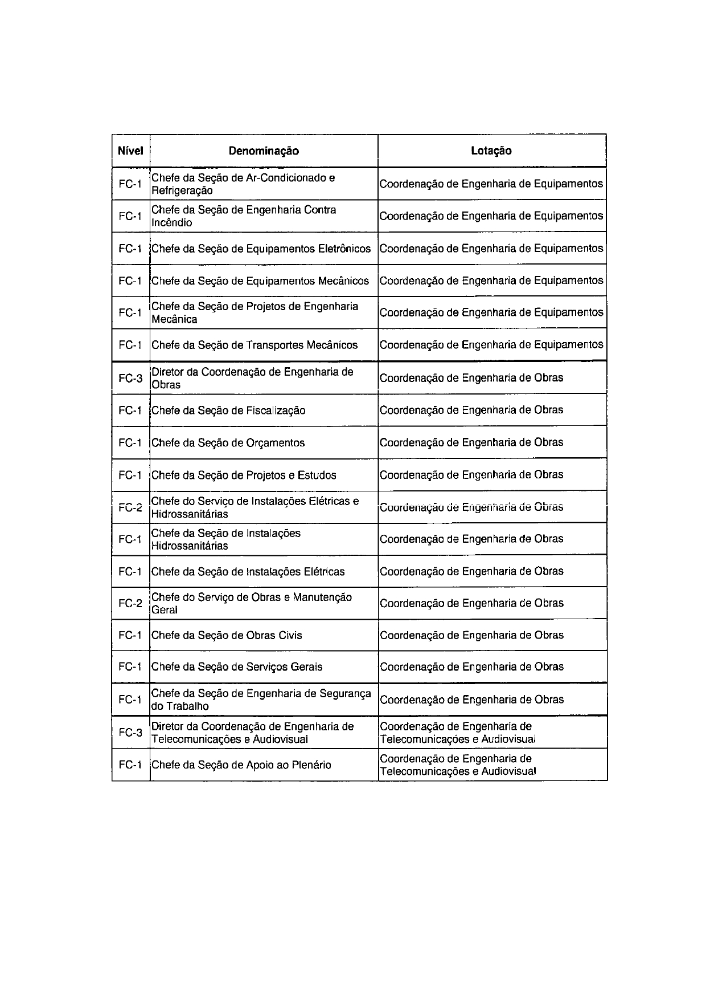 Nível Denominação Lotação
FC-1 Chefe da Seção de Ar-Condicionado e
Refrigeração Coordenação de Engenharia de Equipamentos
FC-1 Chefe da Seção de Engenharia Contra
Incêndio Coordenação de Engenharia de Equipamentos
FC-1 Chefe da Seção de Equipamentos Eletrônicos Coordenação de Engenharia de Equipamentos
FC-1 Chefe da Seção de Equipamentos Mecânicos Coordenação de Engenharia de Equipamentos
FC-1 Chefe da Seção de Projetos de Engenharia
Mecânica Coordenação de Engenharia de Equipamentos
FC-1 Chefe da Seção de Transportes Mecânicos Coordenação de Engenharia de Equipamentos
FC-3 Diretor da Coordenação de Engenharia de
Obras Coordenação de Engenharia de Obras
FC-1 Chefe da Seção de Fiscalização Coordenação de Engenharia de Obras
FC-1 Chefe da Seção de Orçamentos Coordenação de Engenharia de Obras
FC-1 Chefe da Seção de Projetos e Estudos Coordenação de Engenharia de Obras
FC-2 Chefe do Serviço de Instalações Elétricas e
Hidrossanitárias Coordenação de Engenharia de Obras
FC-1 Chefe da Seção de Instalações
Hidrossanitárias Coordenação de Engenharia de Obras
FC-1 Chefe da Seção de Instalações Elétricas Coordenação de Engenharia de Obras
FC-2 Chefe do Serviço de Obras e Manutenção
Geral Coordenação de Engenharia de Obras
FC-1 Chefe da Seção de Obras Civis Coordenação de Engenharia de Obras
FC-1 Chefe da Seção de Serviços Gerais Coordenação de Engenharia de Obras
FC-1 Chefe da Seção de Engenharia de Segurança
do Trabalho Coordenação de Engenharia de Obras
FC-3 Diretor da Coordenação de Engenharia de
Telecomunicações e Audiovisual Coordenação de Engenharia de
Telecomunicações e Audiovisual
FC-1 Chefe da Seção de Apoio ao Plenário Coordenação de Engenharia de
Telecomunicações e Audiovisual